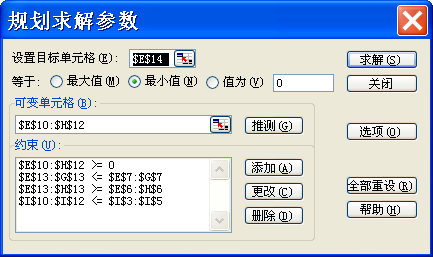 规划求解参数
设置目标单元格(E): $E$14 求解(S)
等于: 最大值(M) 最小值(N) 值为(V) 0 关闭
可变单元格(B):
$E$10:$H$12 推测(G) 选项(O)
约束(U):
$E$10:$H$12 >= 0 添加(A)
$E$13:$G$13 <= $E$7:$G$7
$E$13:$H$13 >= $E$6:$H$6 更改(C) 全部重设(R)
$I$10:$I$12 <= $I$3:$I$5 删除(D) 帮助(H)